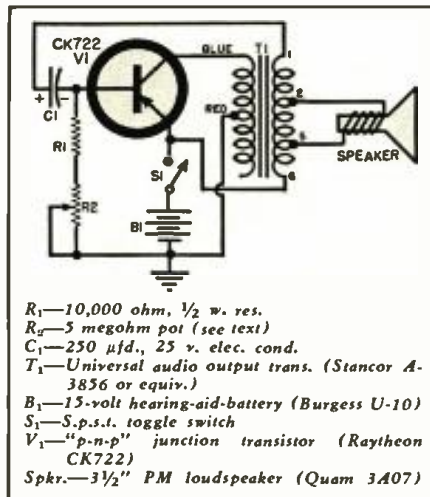 CK722
V1
+ -
C1
R1
R2
S1
B1
BLUE
RED
T1
1
2
5
6
SPEAKER
R₁—10,000 ohm, ½ w. res.
R₂—5 megohm pot (see text)
C₁—250 μfd., 25 v. elec. cond.
T₁—Universal audio output trans. (Stancor A-
3856 or equiv.)
B₁—15-volt hearing-aid-battery (Burgess U-10)
S₁—S.p.s.t. toggle switch
V₁—"p-n-p" junction transistor (Raytheon
CK722)
Spkr.—3½" PM loudspeaker (Quam 3A07)